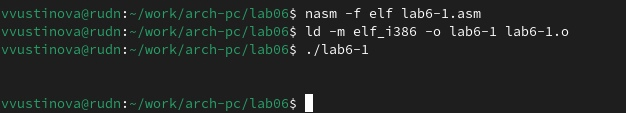 vvustinova@rudn:~/work/arch-pc/lab06$ nasm -f elf lab6-1.asm
vvustinova@rudn:~/work/arch-pc/lab06$ ld -m elf_i386 -o lab6-1 lab6-1.o
vvustinova@rudn:~/work/arch-pc/lab06$ ./lab6-1
vvustinova@rudn:~/work/arch-pc/lab06$